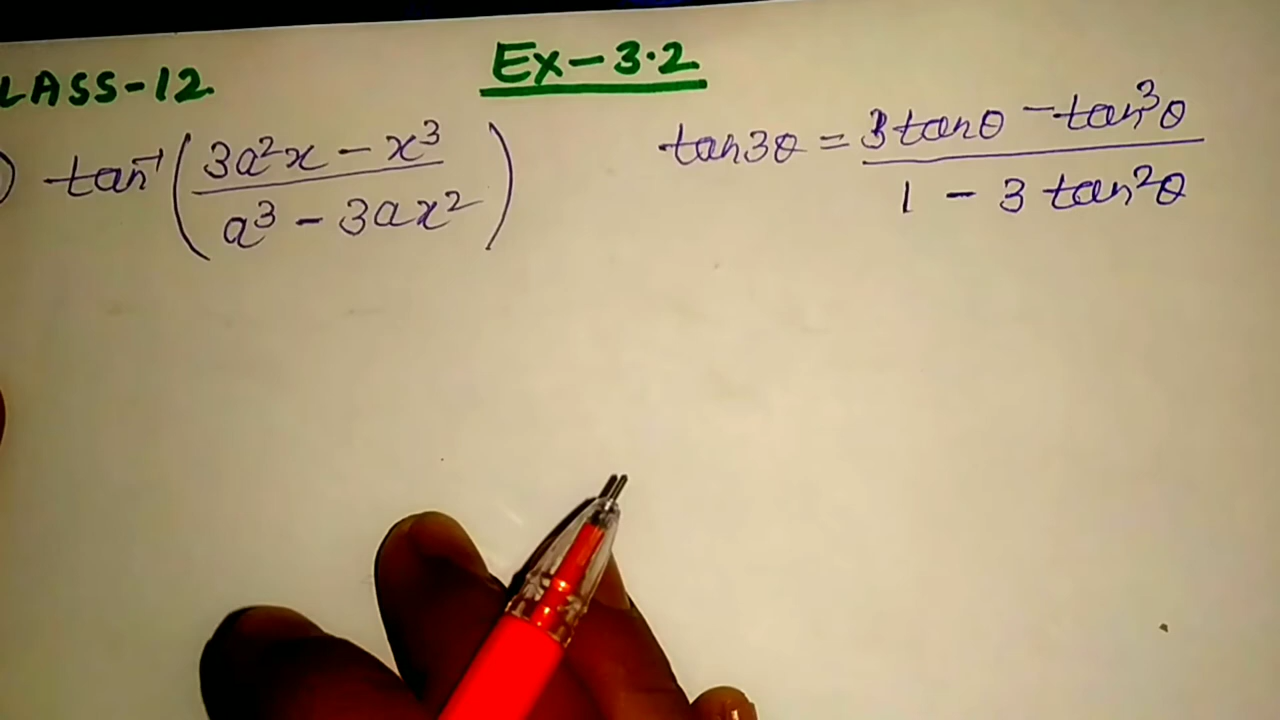 LASS-12
Ex-3.2
) tan⁻¹ ( (3a²x - x³) / (a³ - 3ax²) )
tan3θ = (3tanθ - tan³θ) / (1 - 3tan²θ)